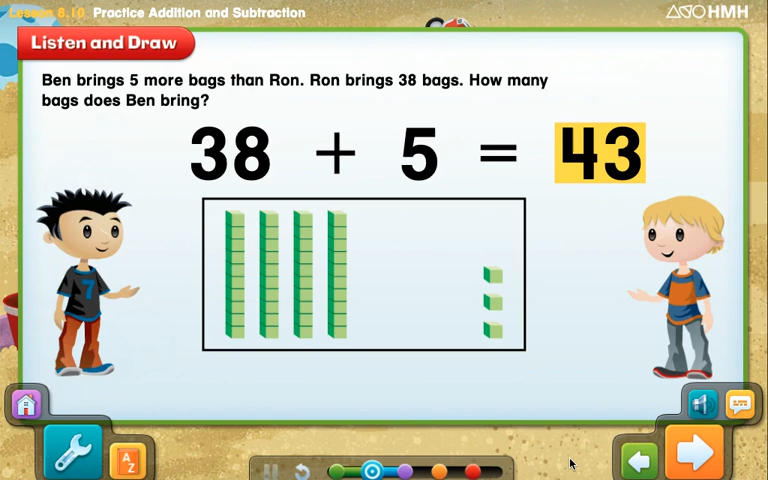 Lesson 8.10 Practice Addition and Subtraction
HMH
Listen and Draw
Ben brings 5 more bags than Ron. Ron brings 38 bags. How many
bags does Ben bring?
38 + 5 = 43
7
A
Z